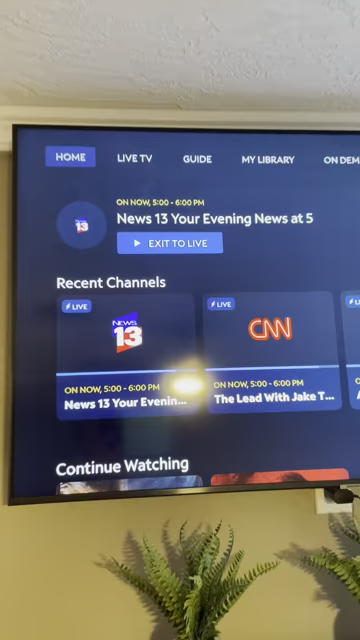 HOME LIVE TV GUIDE MY LIBRARY ON DEM
ON NOW, 5:00 - 6:00 PM
13
News 13 Your Evening News at 5
EXIT TO LIVE
Recent Channels
LIVE LIVE
NEWS
13 CNN
ON NOW, 5:00 - 6:00 PM ON NOW, 5:00 - 6:00 PM
News 13 Your Evenin... The Lead With Jake T...
Continue Watching